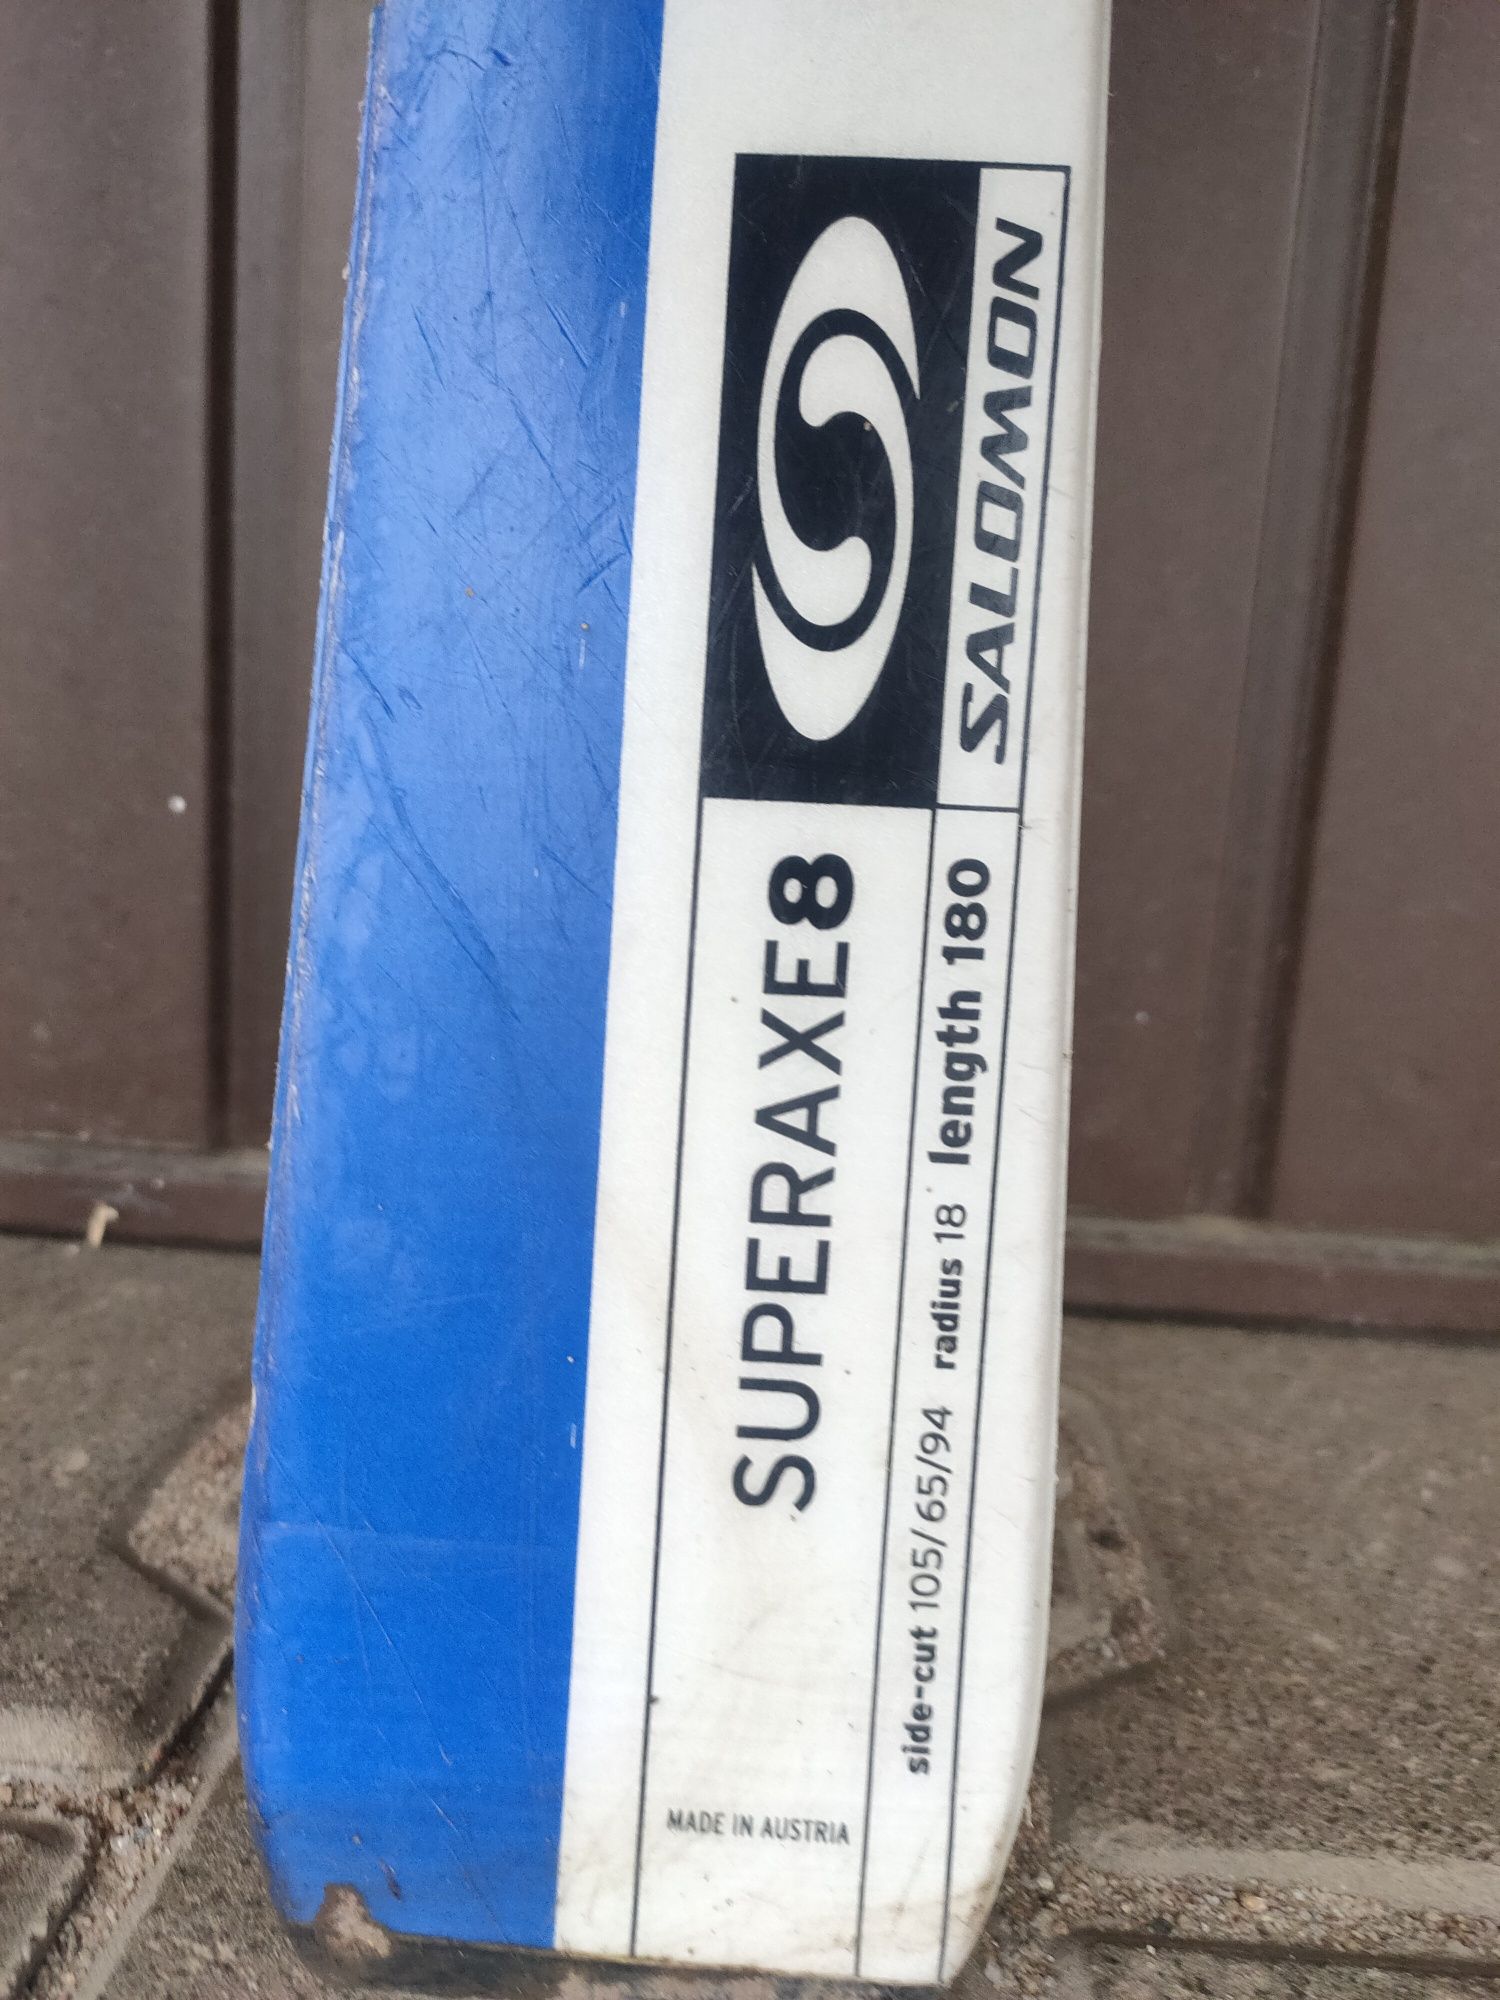 SALOMON
SUPERAXE8
side-cut 105/65/94 radius 18 length 180
MADE IN AUSTRIA